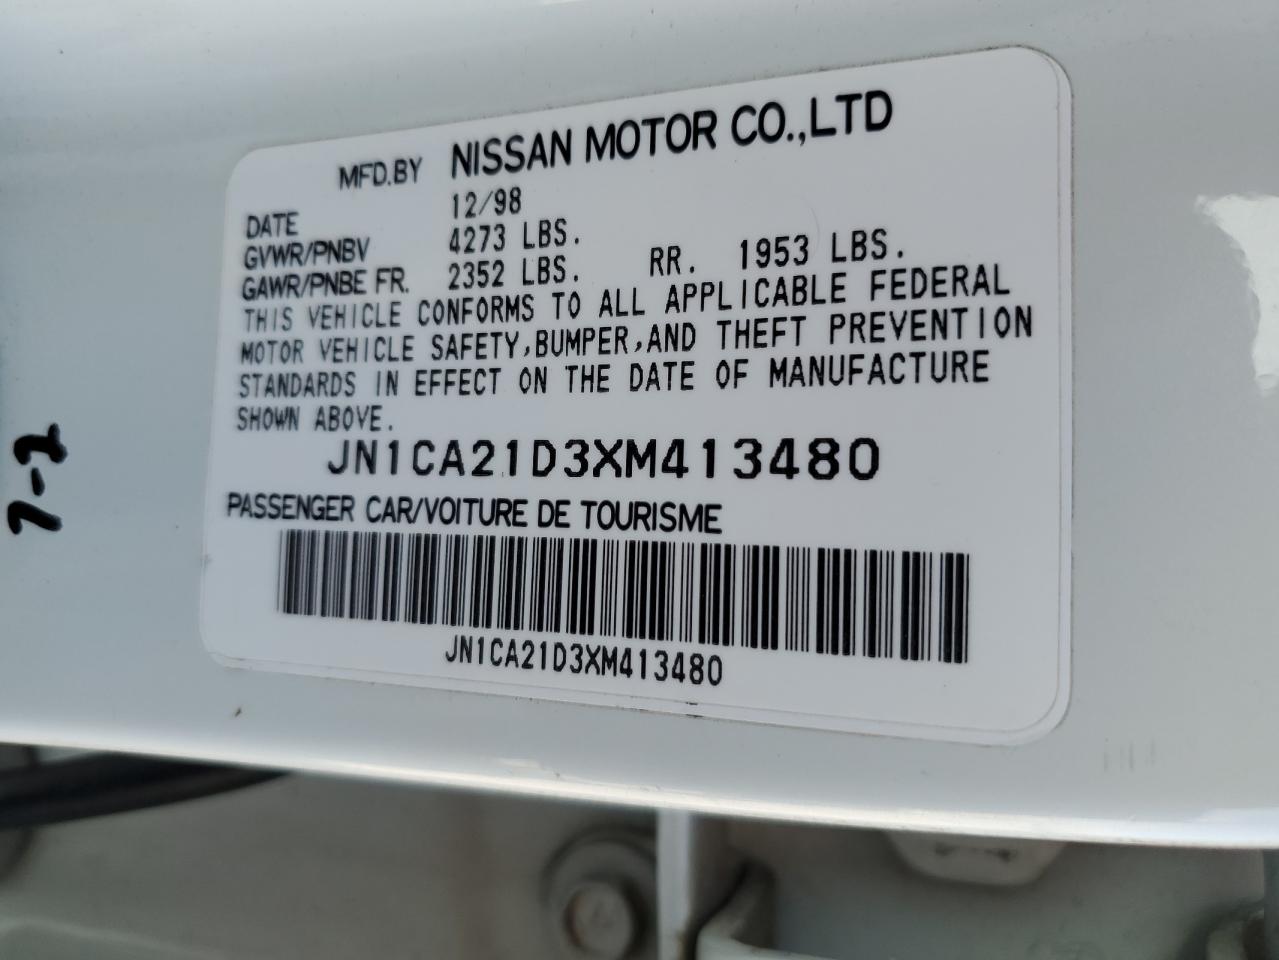 MFD.BY NISSAN MOTOR CO.,LTD
DATE 12/98
GVWR/PNBV 4273 LBS.
GAWR/PNBE FR. 2352 LBS. RR. 1953 LBS.
THIS VEHICLE CONFORMS TO ALL APPLICABLE FEDERAL
MOTOR VEHICLE SAFETY,BUMPER,AND THEFT PREVENTION
STANDARDS IN EFFECT ON THE DATE OF MANUFACTURE
SHOWN ABOVE.
JN1CA21D3XM413480
PASSENGER CAR/VOITURE DE TOURISME
JN1CA21D3XM413480
7-2